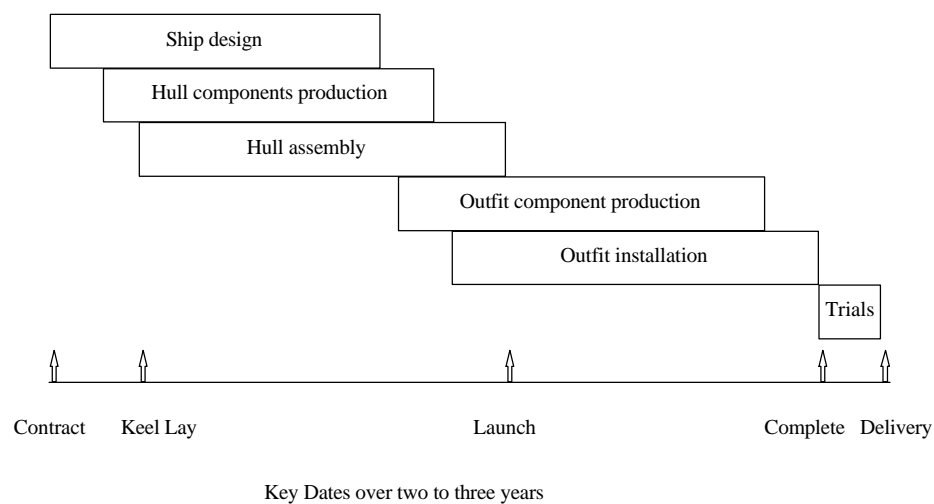 Ship design
Hull components production
Hull assembly
Outfit component production
Outfit installation
Trials
Contract Keel Lay Launch Complete Delivery
Key Dates over two to three years